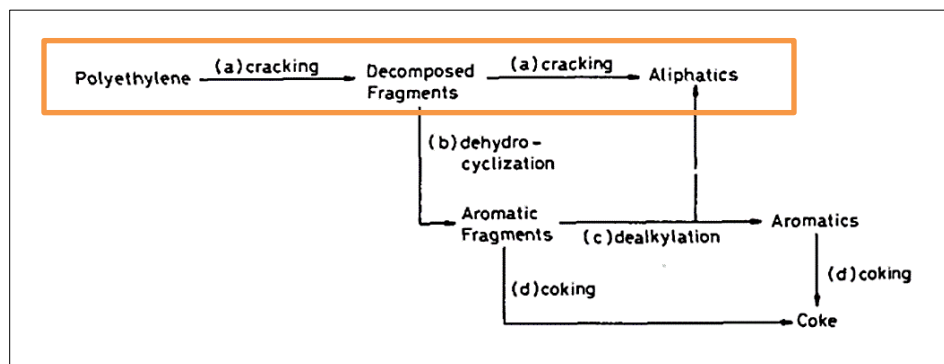 Polyethylene
(a)cracking
Decomposed
Fragments
(a)cracking
Aliphatics
(b)dehydro-
cyclization
Aromatic
Fragments
(c)dealkylation
Aromatics
(d)coking
(d)coking
Coke